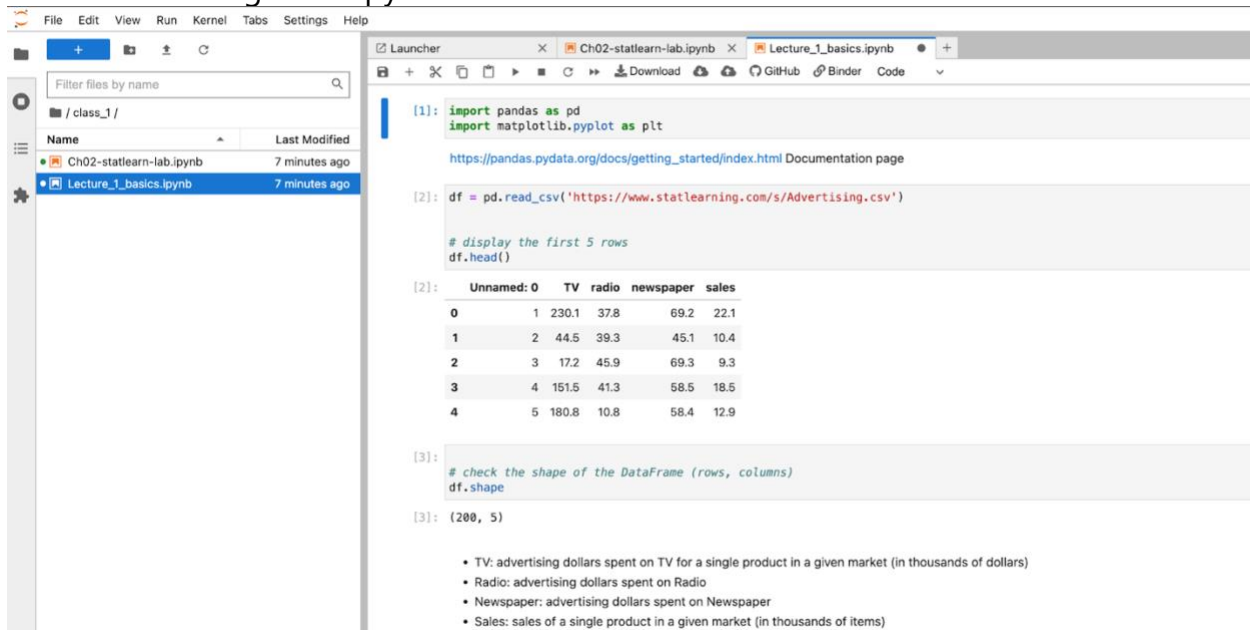 File Edit View Run Kernel Tabs Settings Help
Launcher × Ch02-statlearn-lab.ipynb × Lecture_1_basics.ipynb
Download GitHub Binder Code
Filter files by name
/ class_1 /
Name Last Modified
Ch02-statlearn-lab.ipynb 7 minutes ago
Lecture_1_basics.ipynb 7 minutes ago
[1]: import pandas as pd
import matplotlib.pyplot as plt
https://pandas.pydata.org/docs/getting_started/index.html Documentation page
[2]: df = pd.read_csv('https://www.statlearning.com/s/Advertising.csv')
# display the first 5 rows
df.head()
[2]: Unnamed: 0 TV radio newspaper sales
0 1 230.1 37.8 69.2 22.1
1 2 44.5 39.3 45.1 10.4
2 3 17.2 45.9 69.3 9.3
3 4 151.5 41.3 58.5 18.5
4 5 180.8 10.8 58.4 12.9
[3]:
# check the shape of the DataFrame (rows, columns)
df.shape
[3]: (200, 5)
• TV: advertising dollars spent on TV for a single product in a given market (in thousands of dollars)
• Radio: advertising dollars spent on Radio
• Newspaper: advertising dollars spent on Newspaper
• Sales: sales of a single product in a given market (in thousands of items)